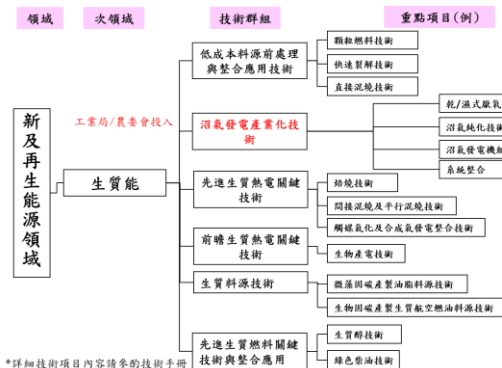 領域
次領域
技術群組
重點項目(例)
低成本料源前處理
與整合應用技術
顆粒燃料技術
快速裂解技術
直接混燒技術
工業局/農委會投入
沼氣發電產業化技
術
乾/濕式厭氧
沼氣純化技術
沼氣發電機組
系統整合
新及再生能源領域
生質能
先進生質熱電關鍵
技術
焙燒技術
間接混燒及平行混燒技術
觸媒氣化及合成氣發電整合技術
前瞻生質熱電關鍵
技術
生物產電技術
生質料源技術
微藻固碳產製油脂料源技術
生物固碳產製生質航空燃油料源技術
先進生質燃料關鍵
技術與整合應用
生質醇技術
綠色柴油技術
*詳細技術項目內容請參酌技術手冊